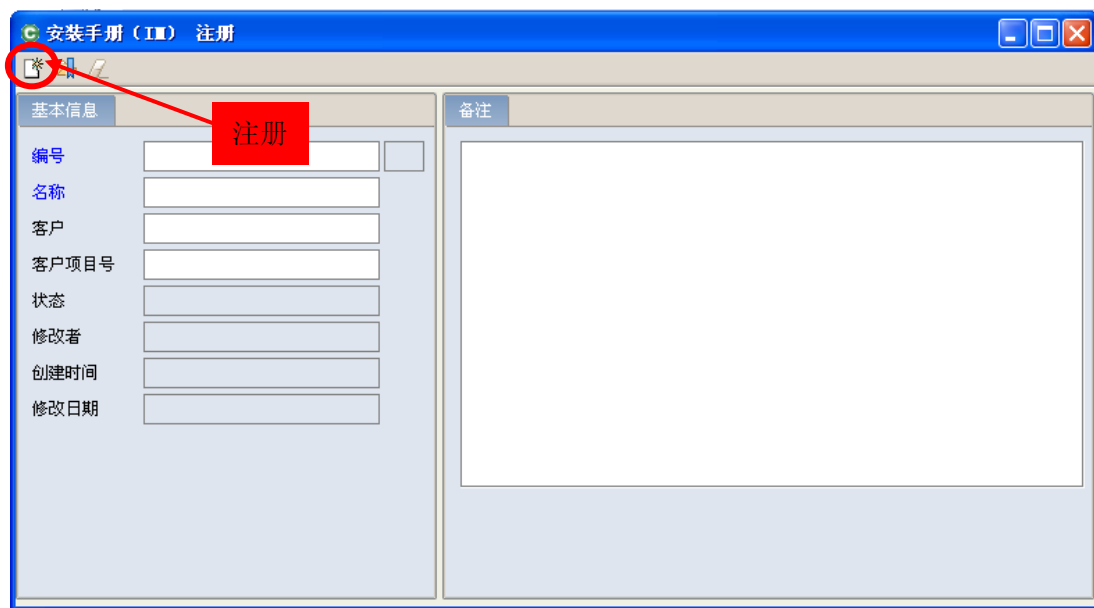 安装手册（IM） 注册
注册
基本信息
编号
名称
客户
客户项目号
状态
修改者
创建时间
修改日期
备注